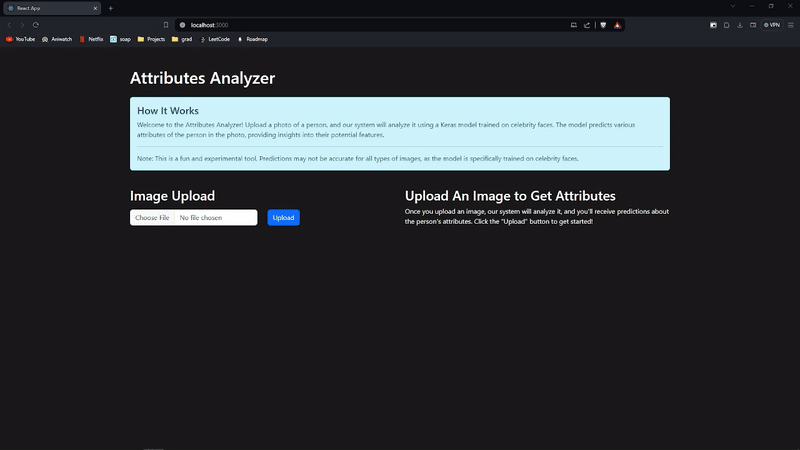 React App
localhost:3000
VPN
YouTube Aniwatch Netflix soap Projects grad LeetCode Roadmap
Attributes Analyzer
How It Works
Welcome to the Attributes Analyzer! Upload a photo of a person, and our system will analyze it using a Keras model trained on celebrity faces. The model predicts various
attributes of the person in the photo, providing insights into their potential features.
Note: This is a fun and experimental tool. Predictions may not be accurate for all types of images, as the model is specifically trained on celebrity faces.
Image Upload
Choose File No file chosen Upload
Upload An Image to Get Attributes
Once you upload an image, our system will analyze it, and you'll receive predictions about
the person's attributes. Click the "Upload" button to get started!